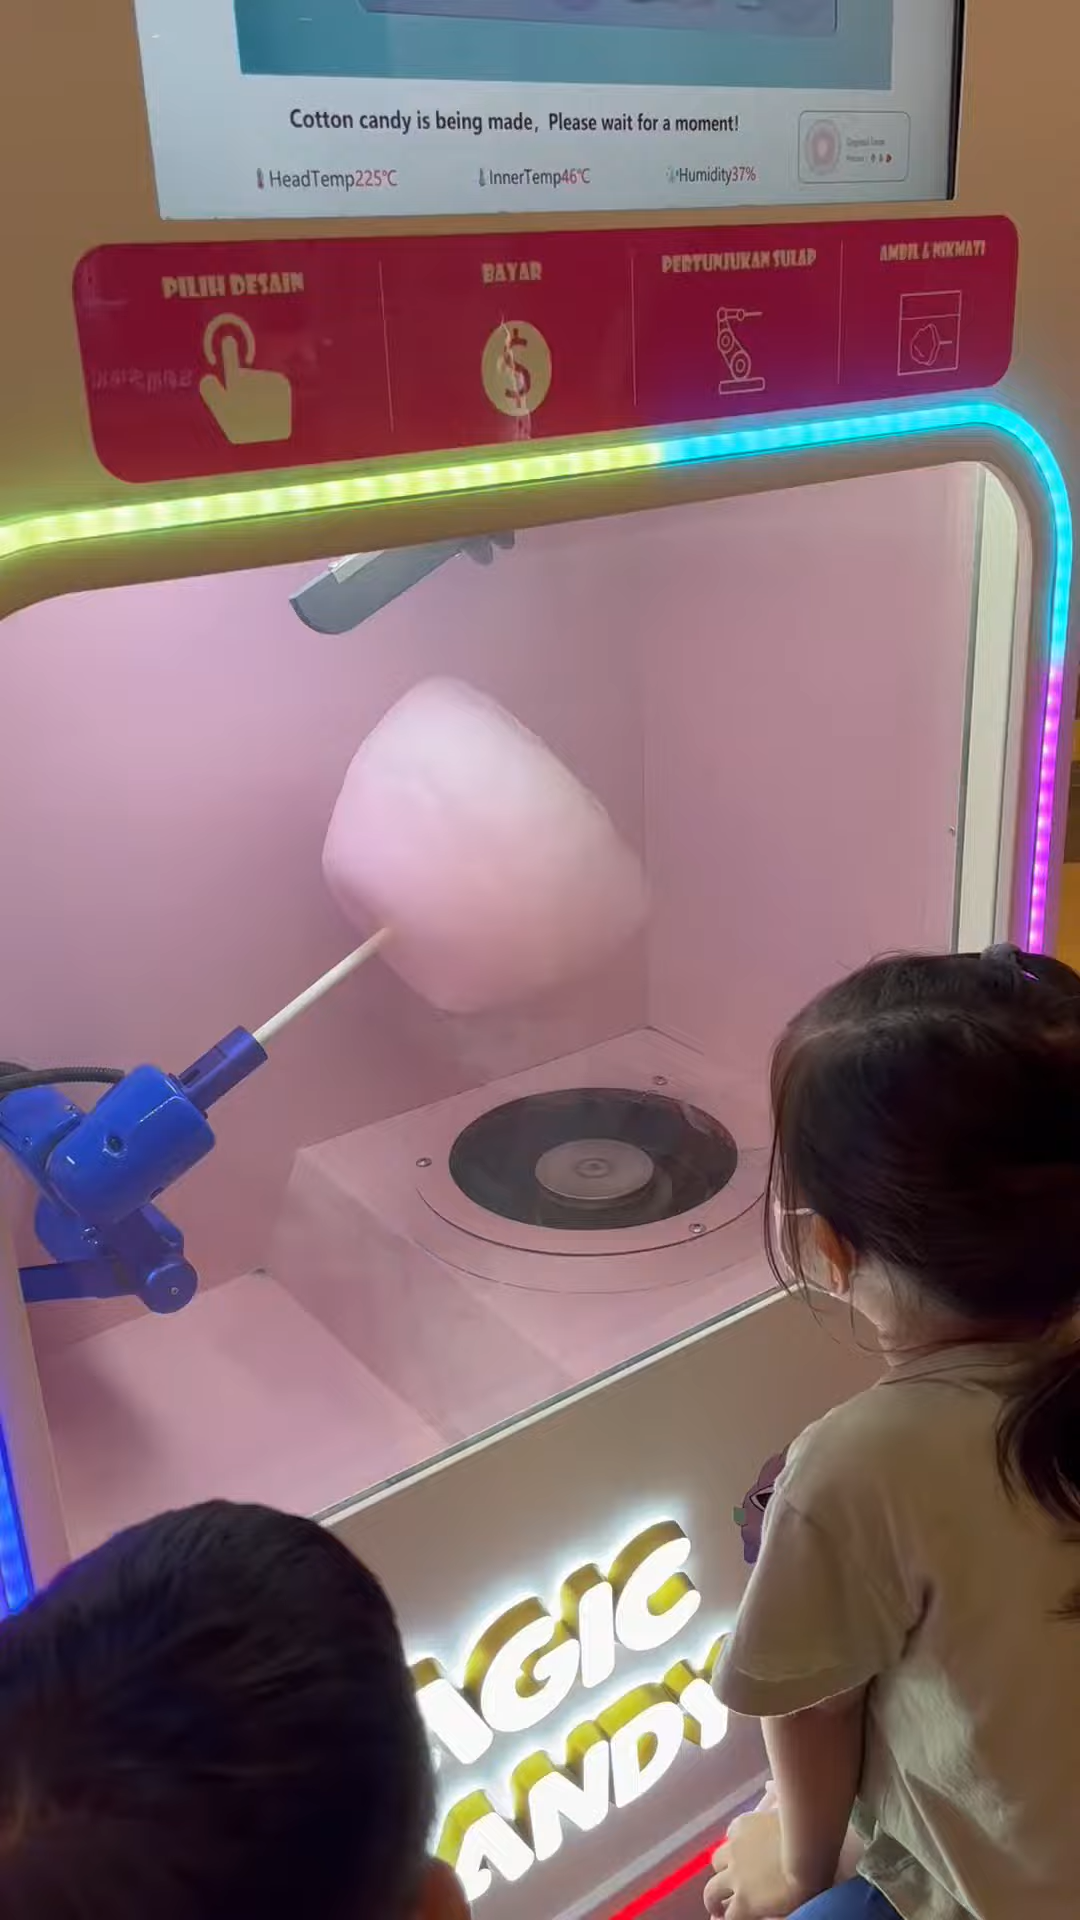 Cotton candy is being made, Please wait for a moment!
HeadTemp225℃ InnerTemp46℃ Humidity37%
PILIH DESAIN
BAYAR
PERTUNJUKAN SULAP
AMBIL & NIKMATI
$
AGIC
ANDY